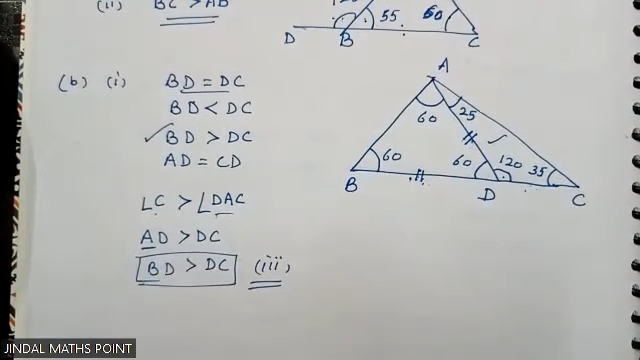 (ii) BC > AB
55
60
D B C
(b) (i) BD = DC
BD < DC
✓ BD > DC
AD = CD
∠C > ∠DAC
AD > DC
BD > DC (iii)
A
25
60
60 60 120 35
B D C
JINDAL MATHS POINT